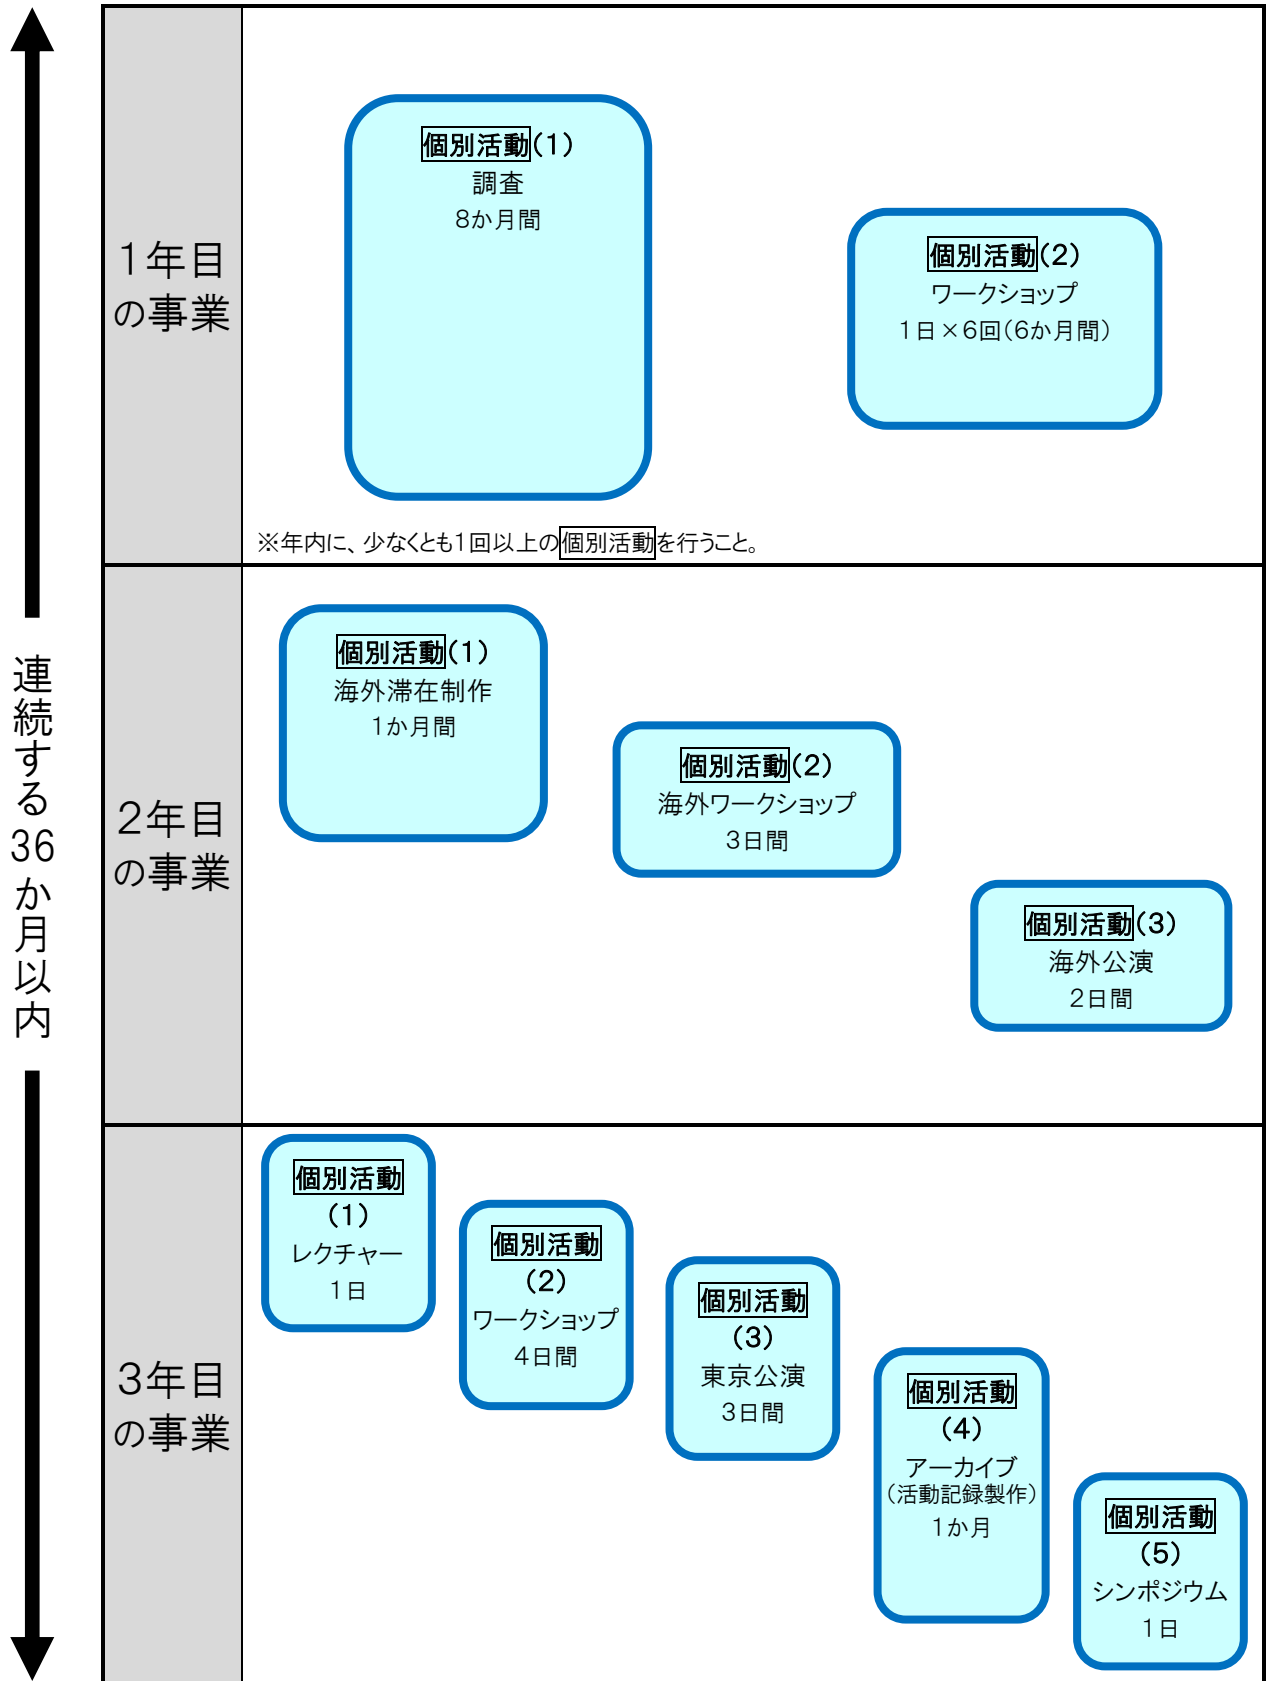 連続する36か月以内
1年目
の事業
個別活動(1)
調査
8か月間
個別活動(2)
ワークショップ
1日×6回(6か月間)
※年内に、少なくとも1回以上の個別活動を行うこと。
2年目
の事業
個別活動(1)
海外滞在制作
1か月間
個別活動(2)
海外ワークショップ
3日間
個別活動(3)
海外公演
2日間
3年目
の事業
個別活動
(1)
レクチャー
1日
個別活動
(2)
ワークショップ
4日間
個別活動
(3)
東京公演
3日間
個別活動
(4)
アーカイブ
(活動記録製作)
1か月
個別活動
(5)
シンポジウム
1日